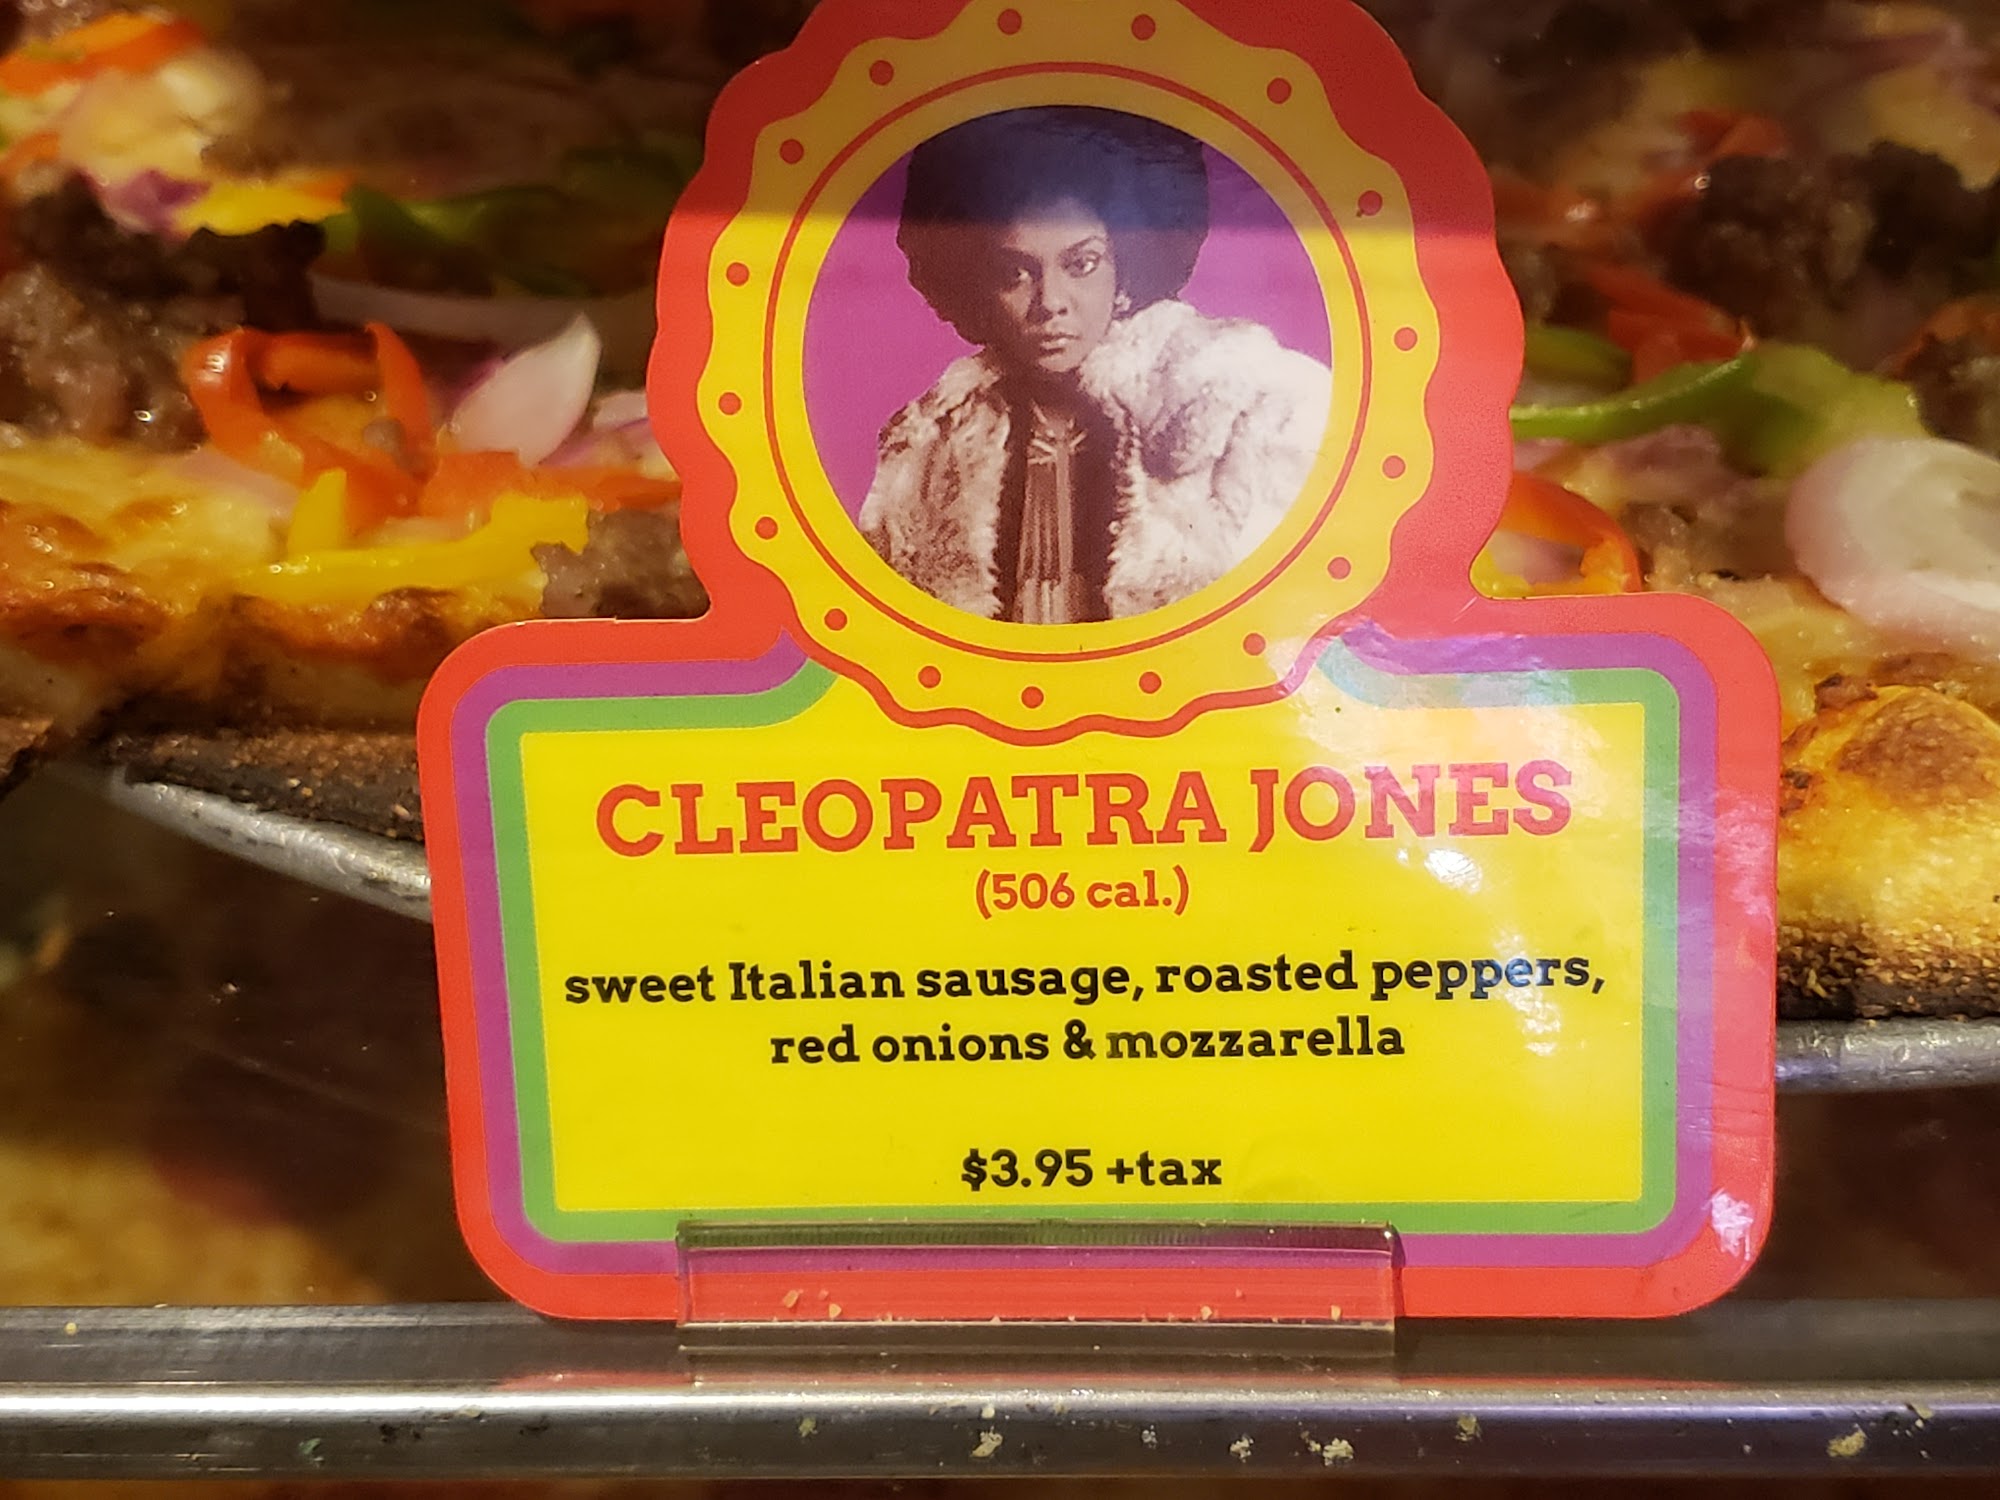 CLEOPATRA JONES
(506 cal.)
sweet Italian sausage, roasted peppers,
red onions & mozzarella
$3.95 +tax